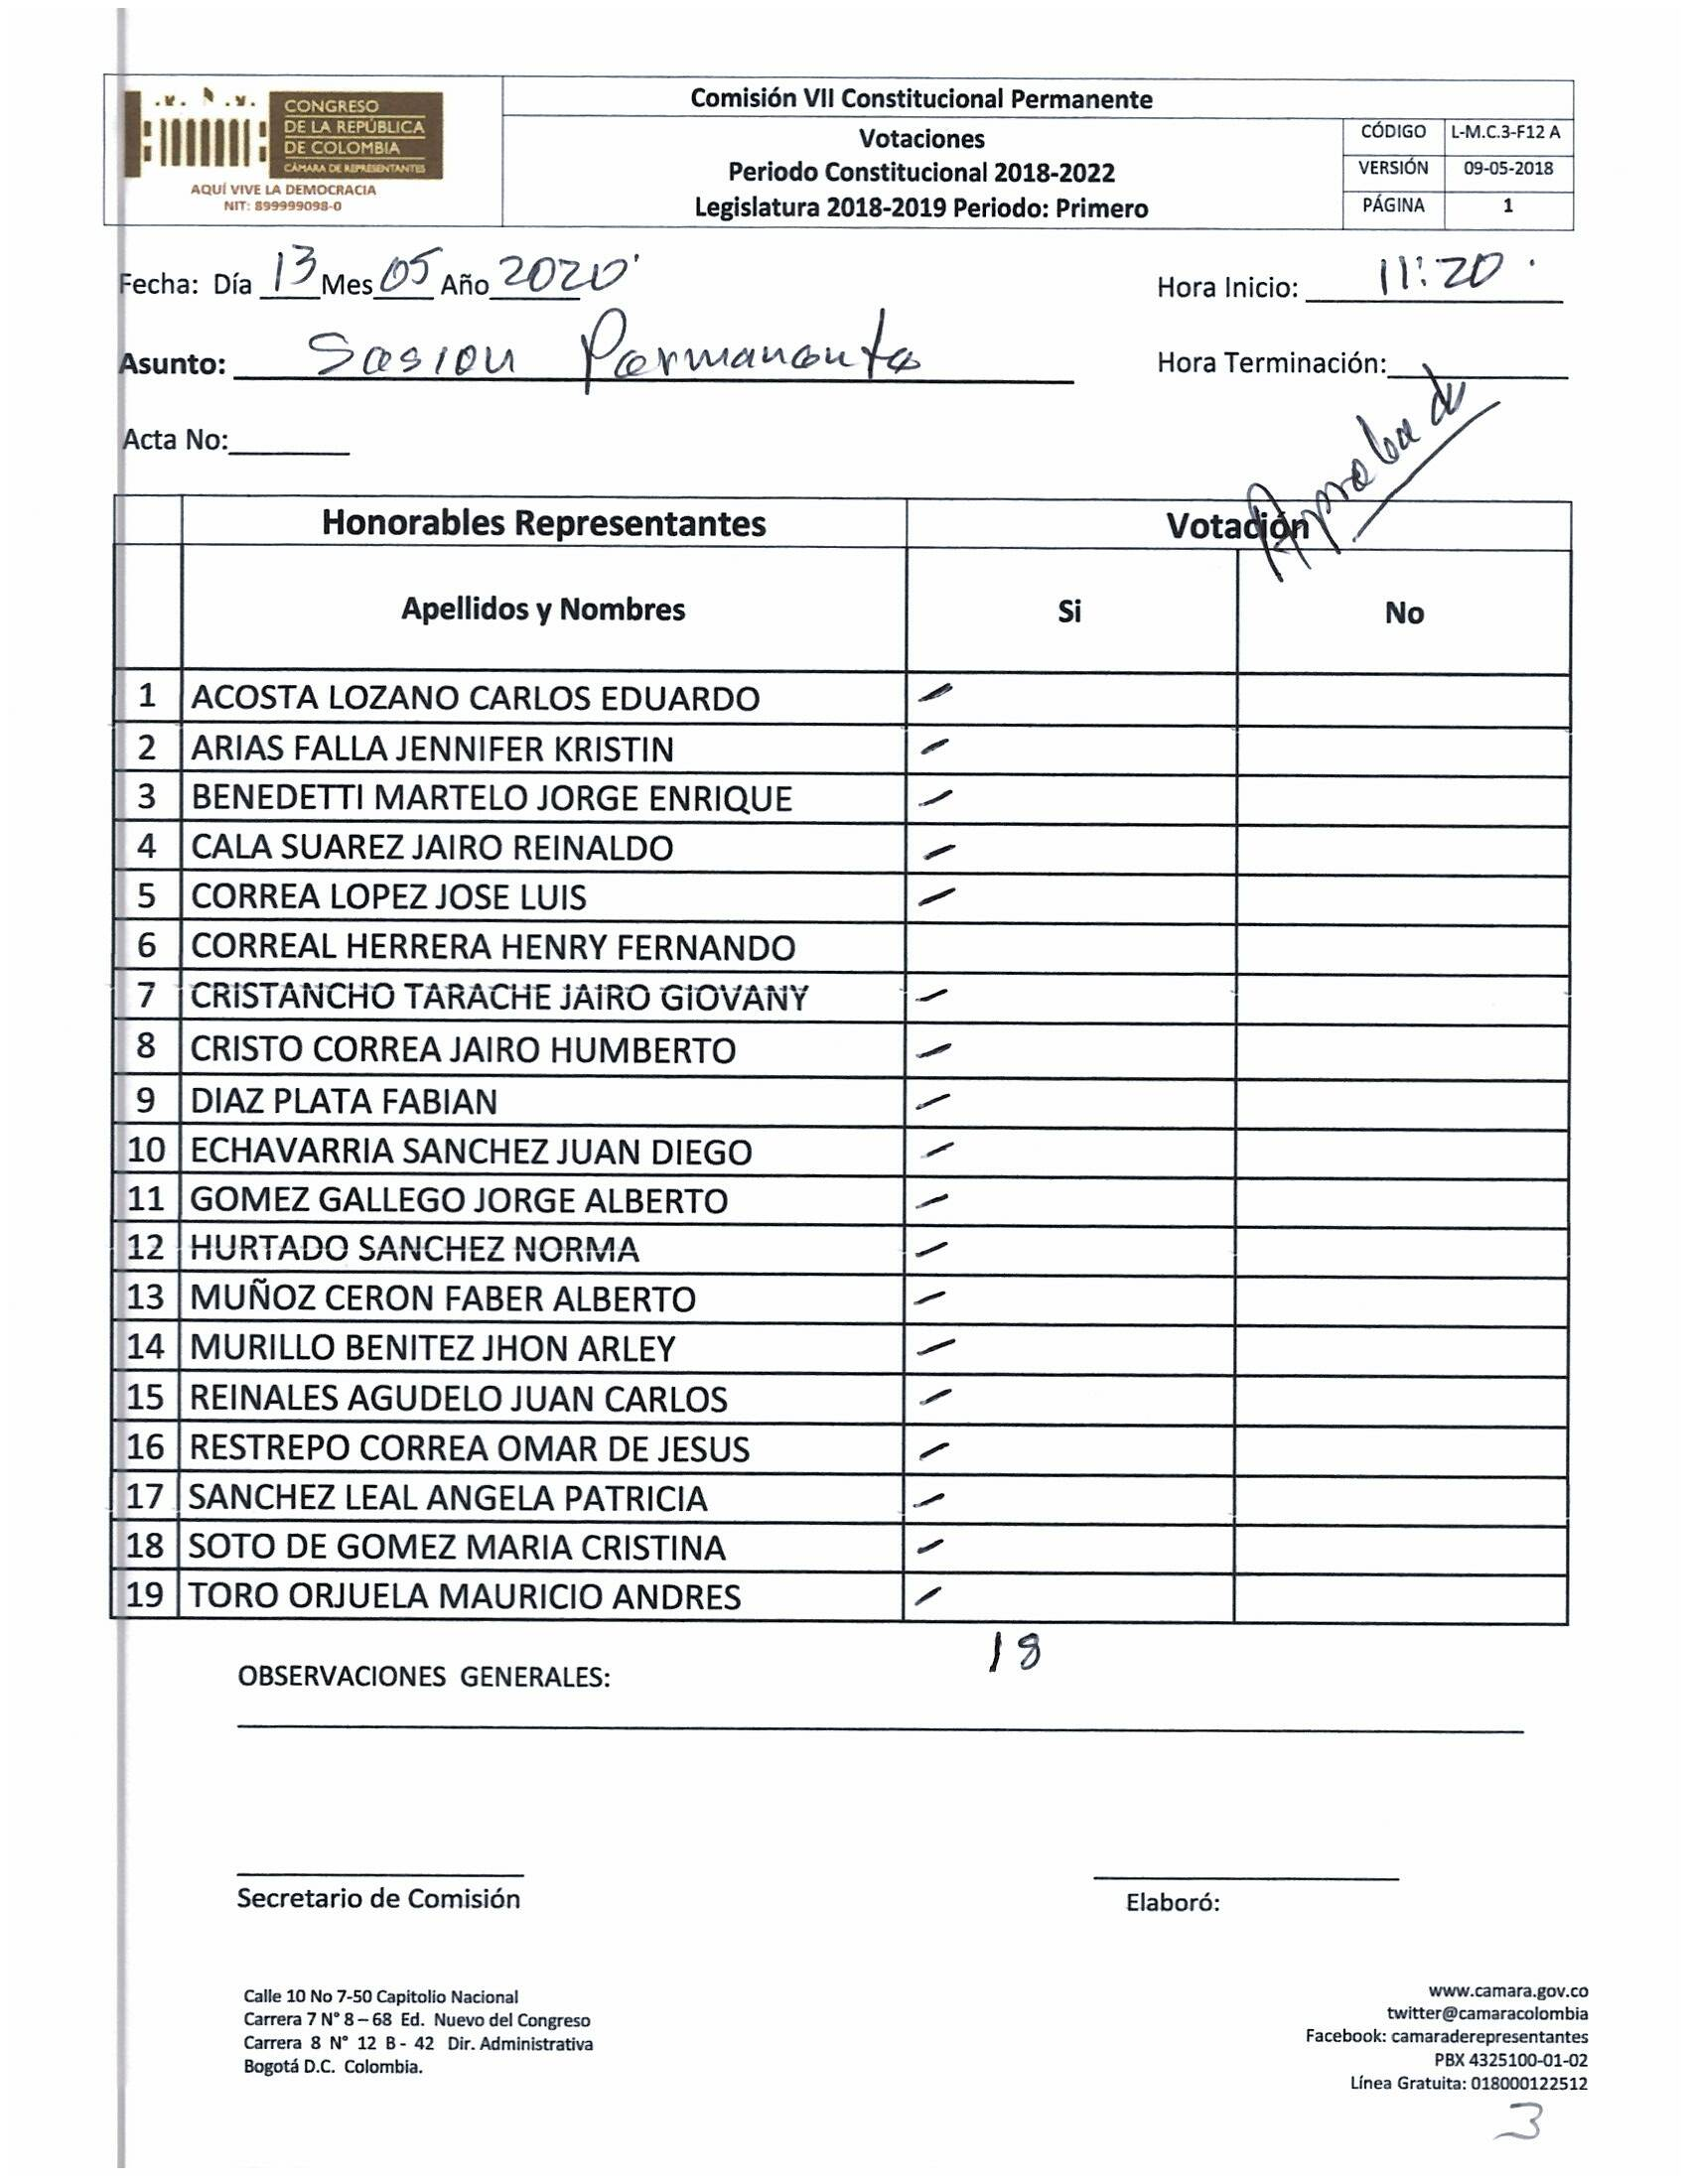 CONGRESO
DE LA REPÚBLICA
DE COLOMBIA
CÁMARA DE REPRESENTANTES
AQUÍ VIVE LA DEMOCRACIA
NIT: 899999098-0
Comisión VII Constitucional Permanente
Votaciones
Periodo Constitucional 2018-2022
Legislatura 2018-2019 Periodo: Primero
CÓDIGO L-M.C.3-F12 A
VERSIÓN 09-05-2018
PÁGINA 1
Fecha: Día 13 Mes 05 Año 2020 Hora Inicio: 11:20
Asunto: Sesion Permanente Hora Terminación:
Aprobado
Acta No:
Honorables Representantes Votación
Apellidos y Nombres Si No
1 ACOSTA LOZANO CARLOS EDUARDO
2 ARIAS FALLA JENNIFER KRISTIN
3 BENEDETTI MARTELO JORGE ENRIQUE
4 CALA SUAREZ JAIRO REINALDO
5 CORREA LOPEZ JOSE LUIS
6 CORREAL HERRERA HENRY FERNANDO
7 CRISTANCHO TARACHE JAIRO GIOVANY
8 CRISTO CORREA JAIRO HUMBERTO
9 DIAZ PLATA FABIAN
10 ECHAVARRIA SANCHEZ JUAN DIEGO
11 GOMEZ GALLEGO JORGE ALBERTO
12 HURTADO SANCHEZ NORMA
13 MUÑOZ CERON FABER ALBERTO
14 MURILLO BENITEZ JHON ARLEY
15 REINALES AGUDELO JUAN CARLOS
16 RESTREPO CORREA OMAR DE JESUS
17 SANCHEZ LEAL ANGELA PATRICIA
18 SOTO DE GOMEZ MARIA CRISTINA
19 TORO ORJUELA MAURICIO ANDRES
18
OBSERVACIONES GENERALES:
Secretario de Comisión
Elaboró:
Calle 10 No 7-50 Capitolio Nacional
Carrera 7 N° 8 – 68 Ed. Nuevo del Congreso
Carrera 8 N° 12 B - 42 Dir. Administrativa
Bogotá D.C. Colombia.
www.camara.gov.co
twitter@camaracolombia
Facebook: camaraderepresentantes
PBX 4325100-01-02
Línea Gratuita: 018000122512
3